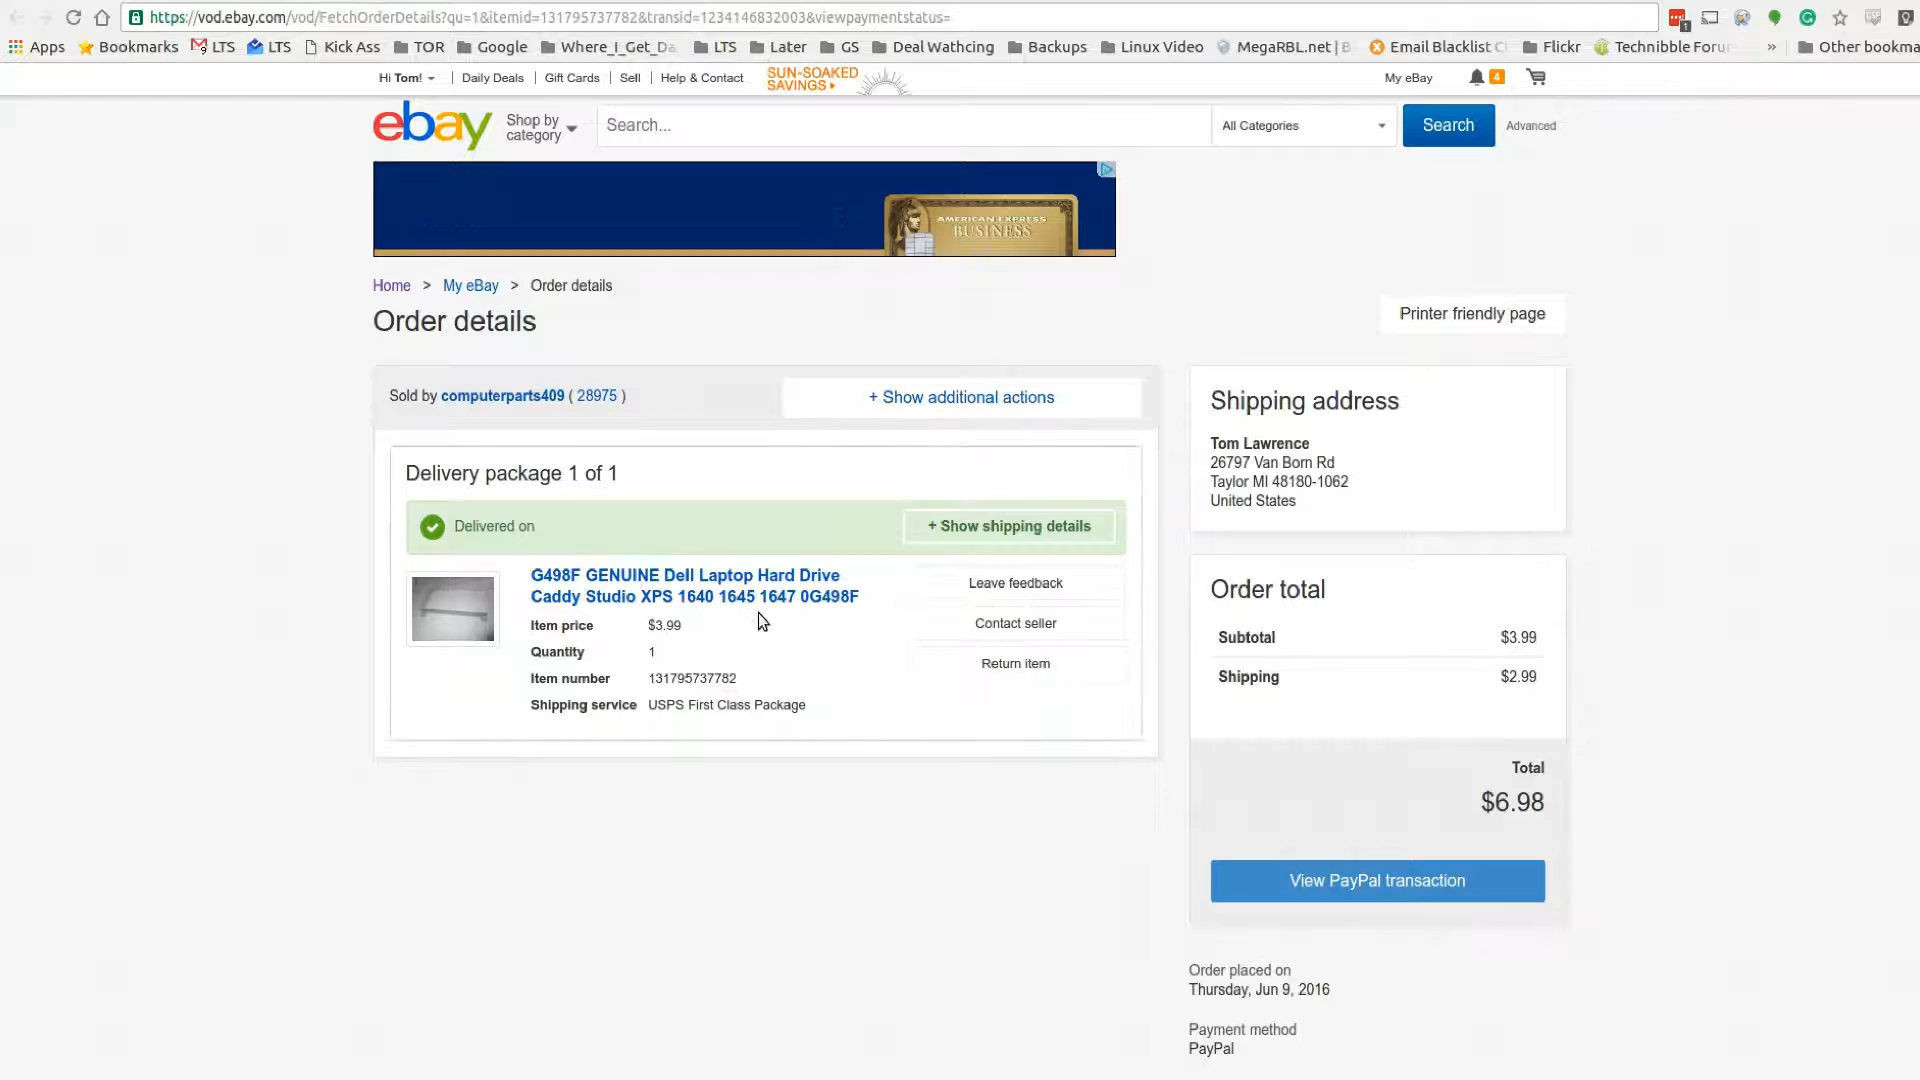 https://vod.ebay.com/vod/FetchOrderDetails?qu=1&itemid=131795737782&transid=1234146832003&viewpaymentstatus=
1
Apps Bookmarks LTS LTS Kick Ass TOR Google Where_I_Get_Da LTS Later GS Deal Wathcing Backups Linux Video MegaRBL.net | B Email Blacklist C Flickr Technibble Foru » Other bookma
Hi Tom! Daily Deals Gift Cards Sell Help & Contact SUN-SOAKED My eBay 4
SAVINGS
ebay Shop by Search... All Categories Search Advanced
category
AMERICAN EXPRESS
BUSINESS
Home > My eBay > Order details
Order details
Printer friendly page
Sold by computerparts409 ( 28975 )
+ Show additional actions
Delivery package 1 of 1
Delivered on
+ Show shipping details
G498F GENUINE Dell Laptop Hard Drive
Caddy Studio XPS 1640 1645 1647 0G498F
Item price $3.99
Quantity 1
Item number 131795737782
Shipping service USPS First Class Package
Leave feedback
Contact seller
Return item
Shipping address
Tom Lawrence
26797 Van Born Rd
Taylor MI 48180-1062
United States
Order total
Subtotal $3.99
Shipping $2.99
Total
$6.98
View PayPal transaction
Order placed on
Thursday, Jun 9, 2016
Payment method
PayPal